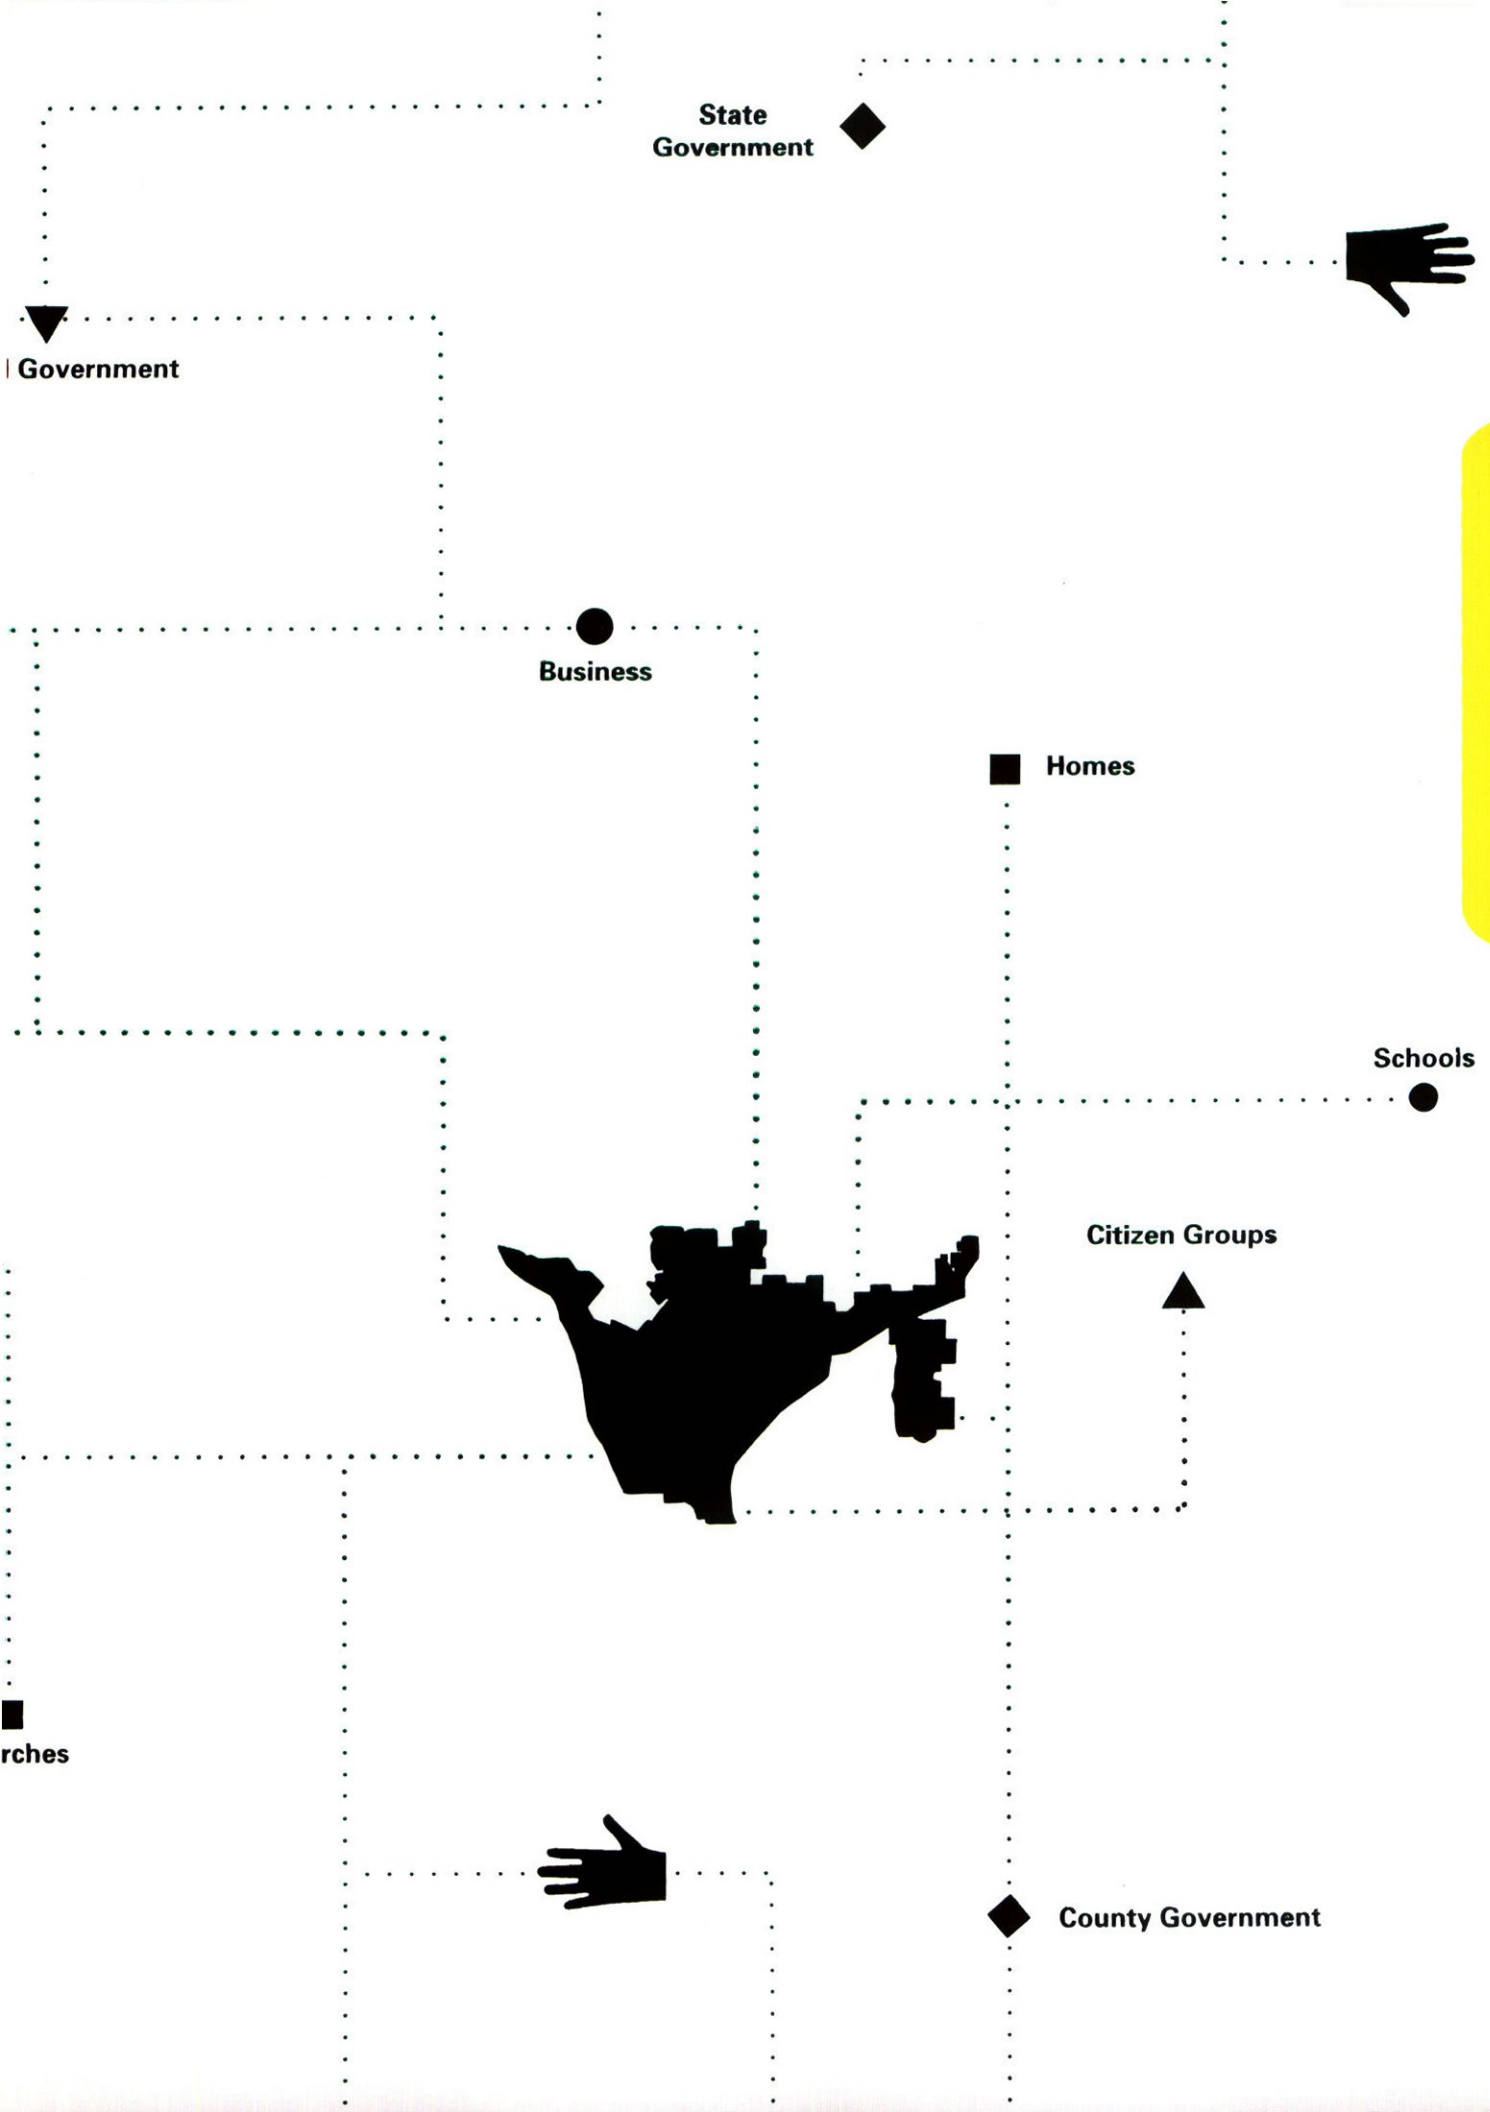 State
Government
Government
Business
Homes
Schools
Citizen Groups
rches
County Government